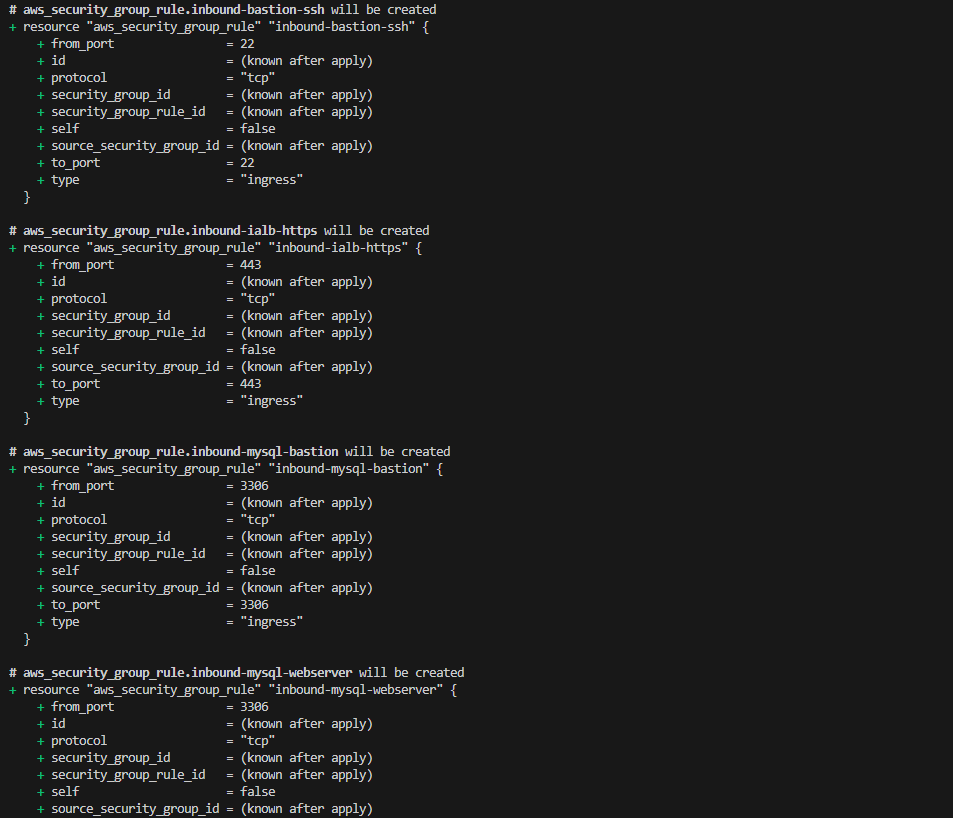 # aws_security_group_rule.inbound-bastion-ssh will be created
+ resource "aws_security_group_rule" "inbound-bastion-ssh" {
    + from_port                = 22
    + id                       = (known after apply)
    + protocol                 = "tcp"
    + security_group_id        = (known after apply)
    + security_group_rule_id   = (known after apply)
    + self                     = false
    + source_security_group_id = (known after apply)
    + to_port                  = 22
    + type                     = "ingress"
  }

# aws_security_group_rule.inbound-ialb-https will be created
+ resource "aws_security_group_rule" "inbound-ialb-https" {
    + from_port                = 443
    + id                       = (known after apply)
    + protocol                 = "tcp"
    + security_group_id        = (known after apply)
    + security_group_rule_id   = (known after apply)
    + self                     = false
    + source_security_group_id = (known after apply)
    + to_port                  = 443
    + type                     = "ingress"
  }

# aws_security_group_rule.inbound-mysql-bastion will be created
+ resource "aws_security_group_rule" "inbound-mysql-bastion" {
    + from_port                = 3306
    + id                       = (known after apply)
    + protocol                 = "tcp"
    + security_group_id        = (known after apply)
    + security_group_rule_id   = (known after apply)
    + self                     = false
    + source_security_group_id = (known after apply)
    + to_port                  = 3306
    + type                     = "ingress"
  }

# aws_security_group_rule.inbound-mysql-webserver will be created
+ resource "aws_security_group_rule" "inbound-mysql-webserver" {
    + from_port                = 3306
    + id                       = (known after apply)
    + protocol                 = "tcp"
    + security_group_id        = (known after apply)
    + security_group_rule_id   = (known after apply)
    + self                     = false
    + source_security_group_id = (known after apply)